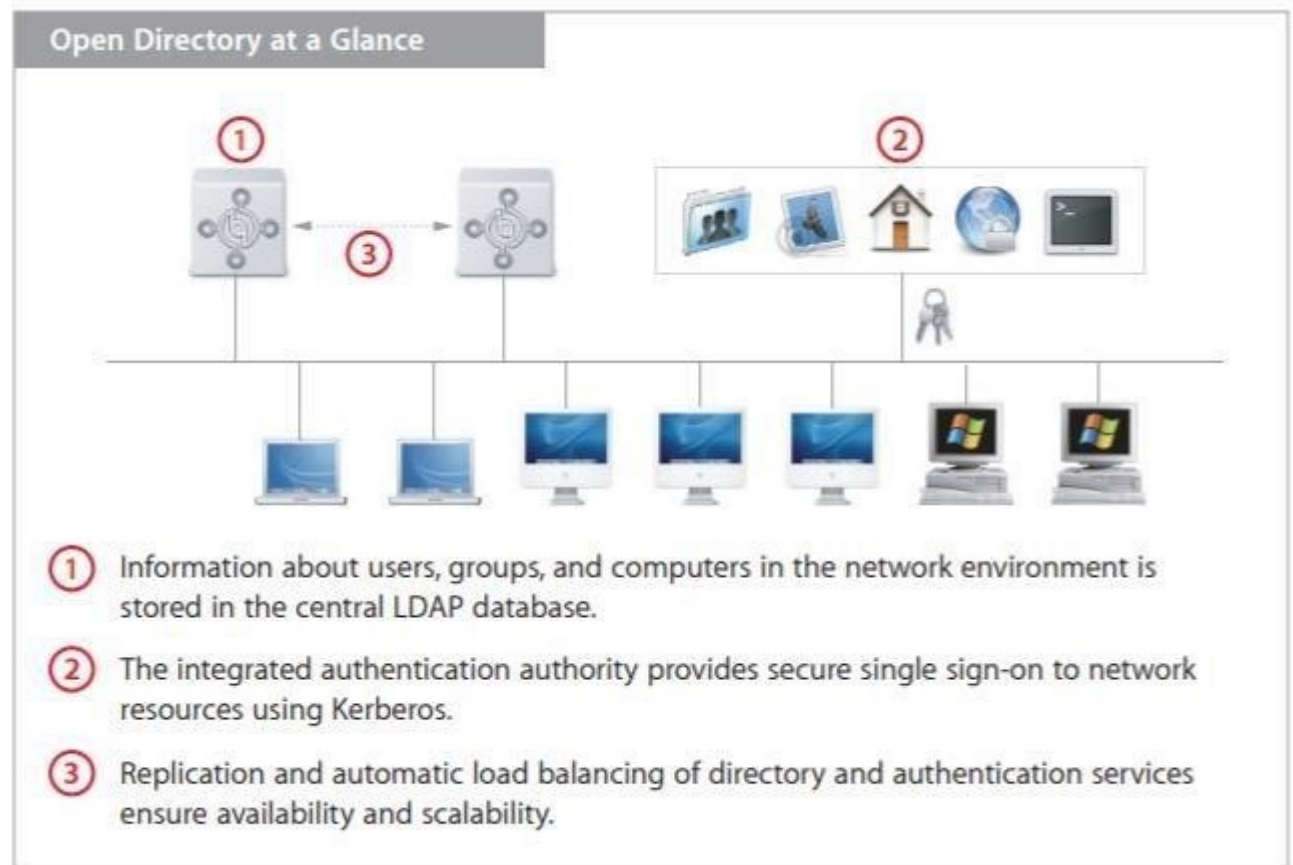 Open Directory at a Glance
1
2
3
>_
1 Information about users, groups, and computers in the network environment is
stored in the central LDAP database.
2 The integrated authentication authority provides secure single sign-on to network
resources using Kerberos.
3 Replication and automatic load balancing of directory and authentication services
ensure availability and scalability.